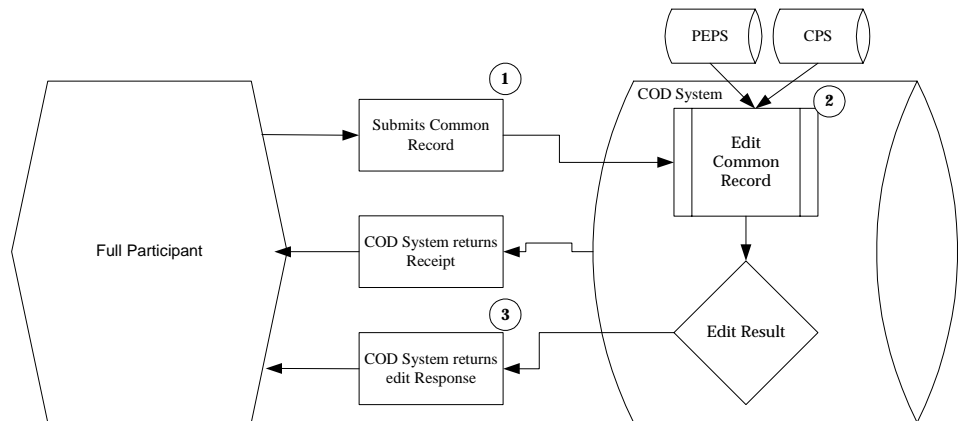 PEPS
CPS
1
COD System
2
Submits Common
Record
Edit
Common
Record
Full Participant
COD System returns
Receipt
3
Edit Result
COD System returns
edit Response